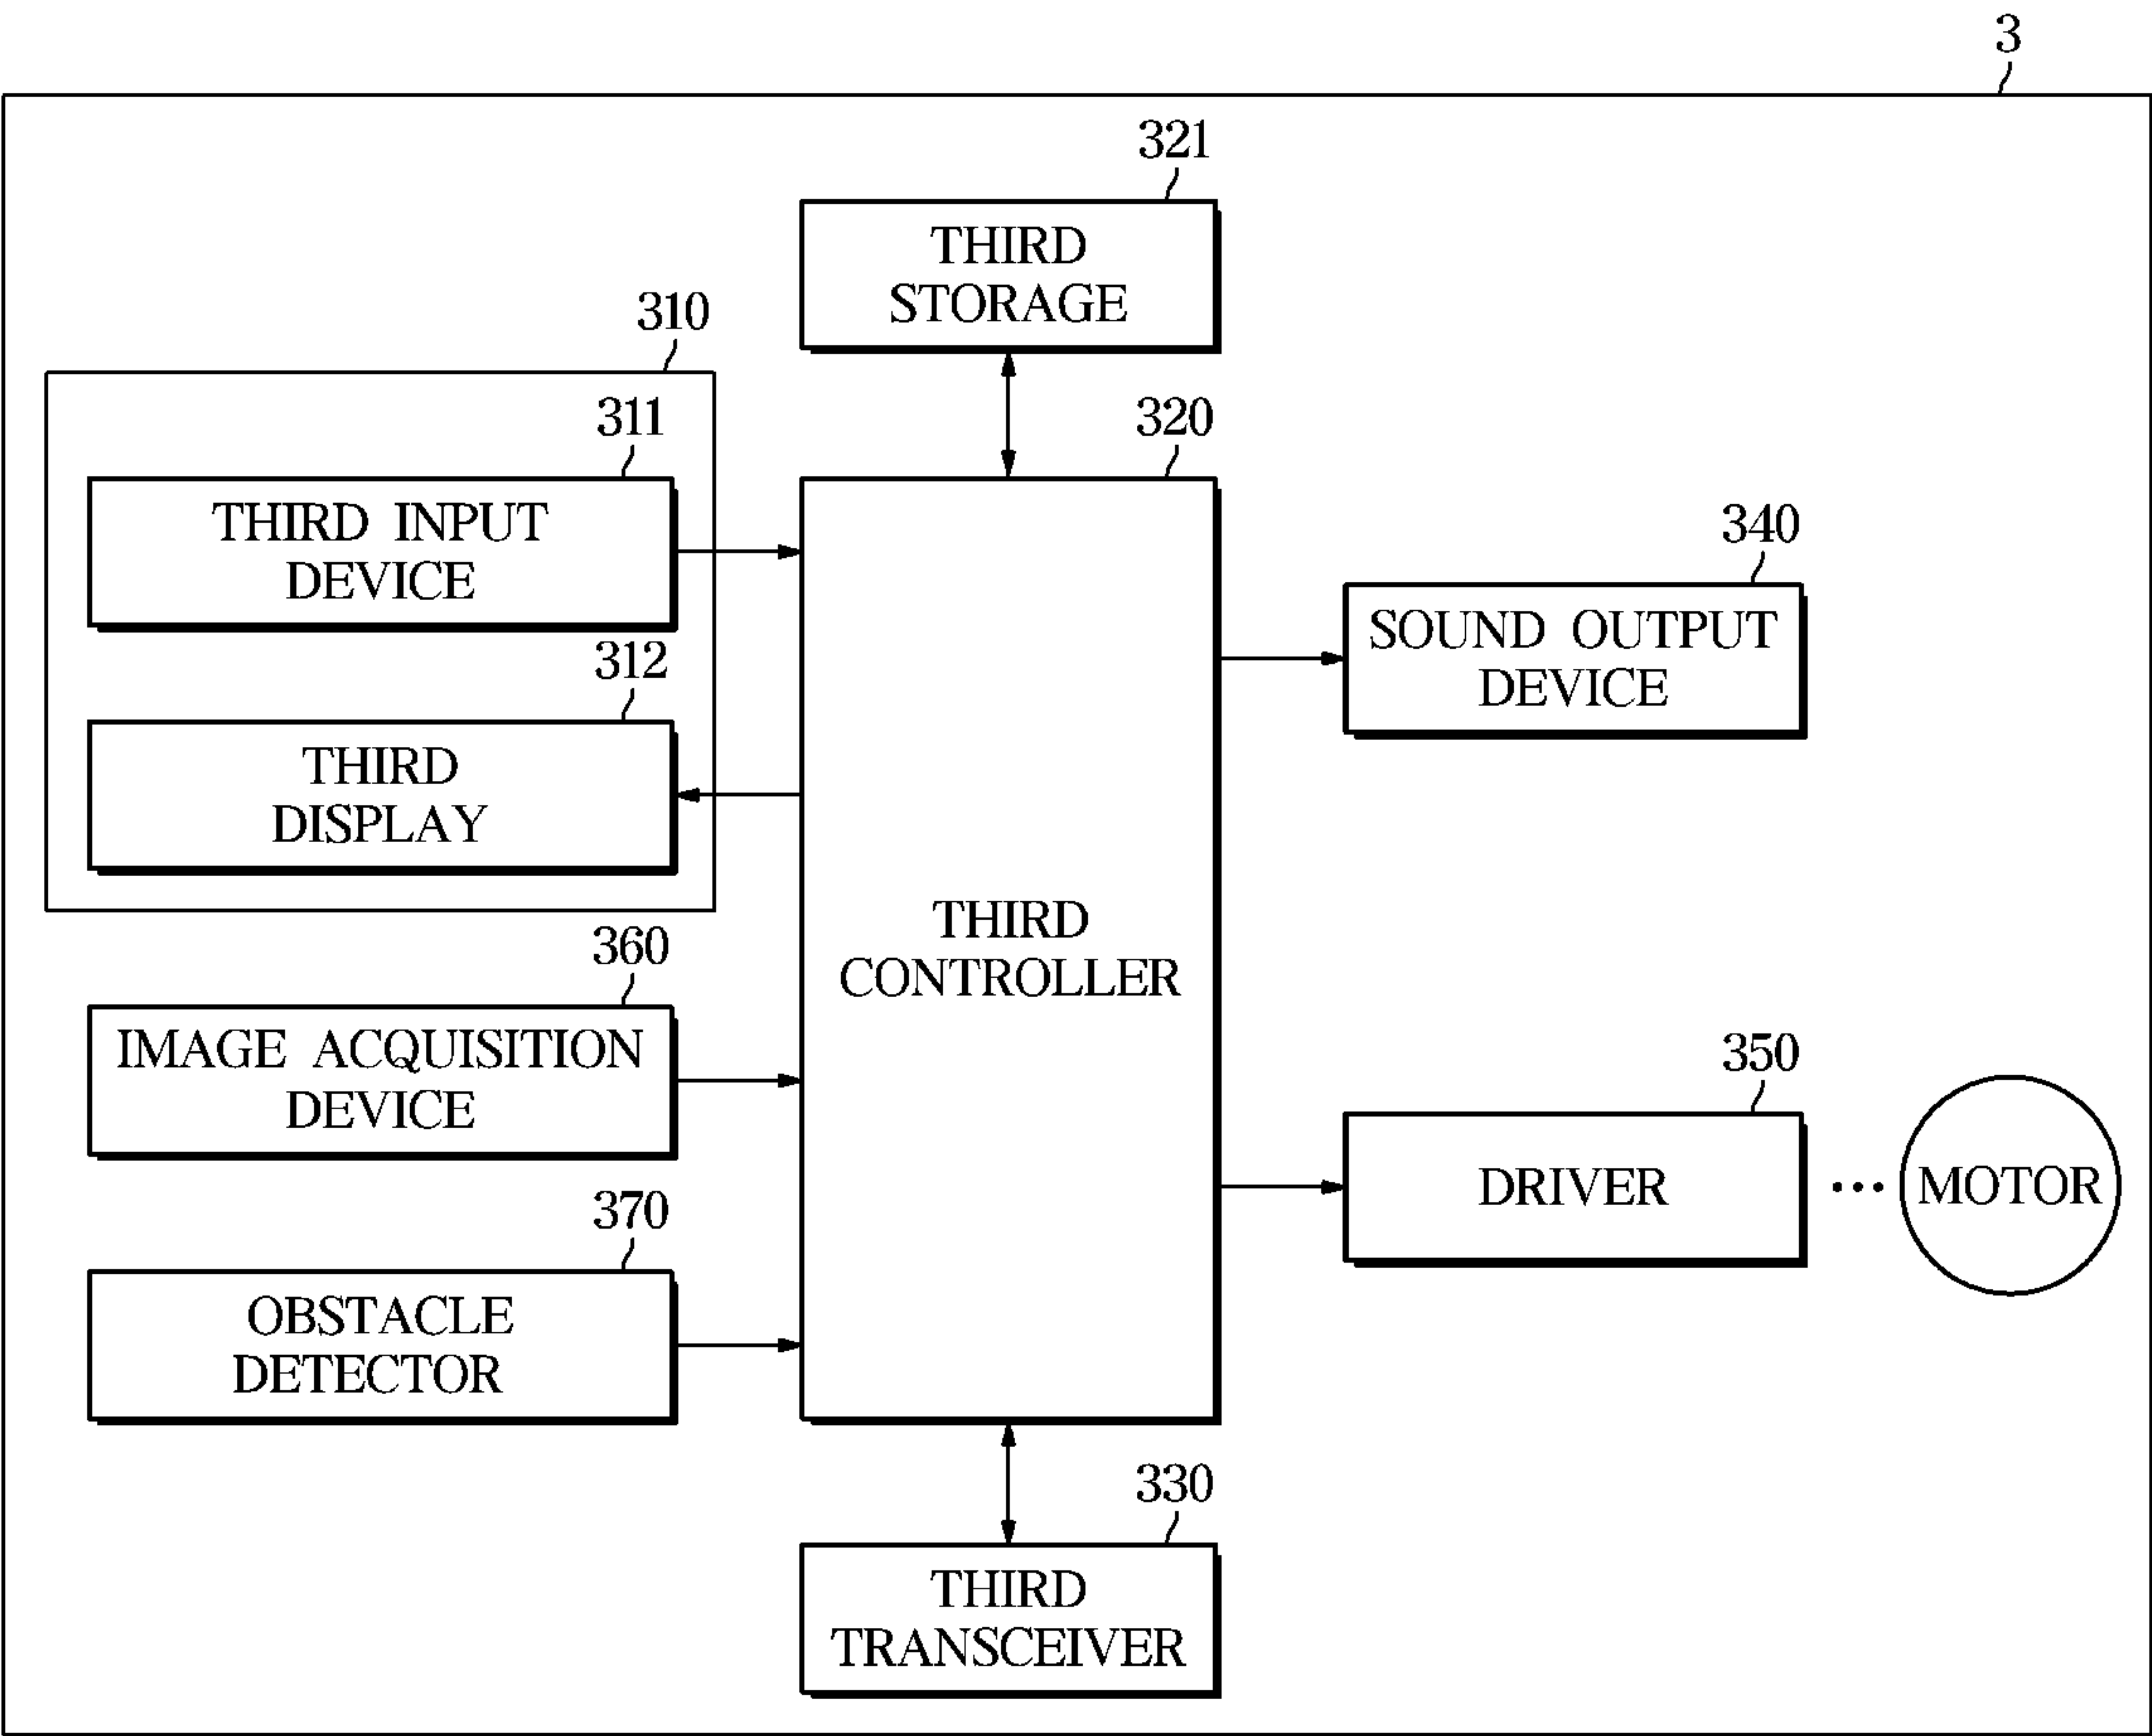 3
321
THIRD
STORAGE
310
311
320
THIRD INPUT
DEVICE
340
SOUND OUTPUT
DEVICE
312
THIRD
DISPLAY
THIRD
CONTROLLER
360
IMAGE ACQUISITION
DEVICE
350
DRIVER
... MOTOR
370
OBSTACLE
DETECTOR
330
THIRD
TRANSCEIVER